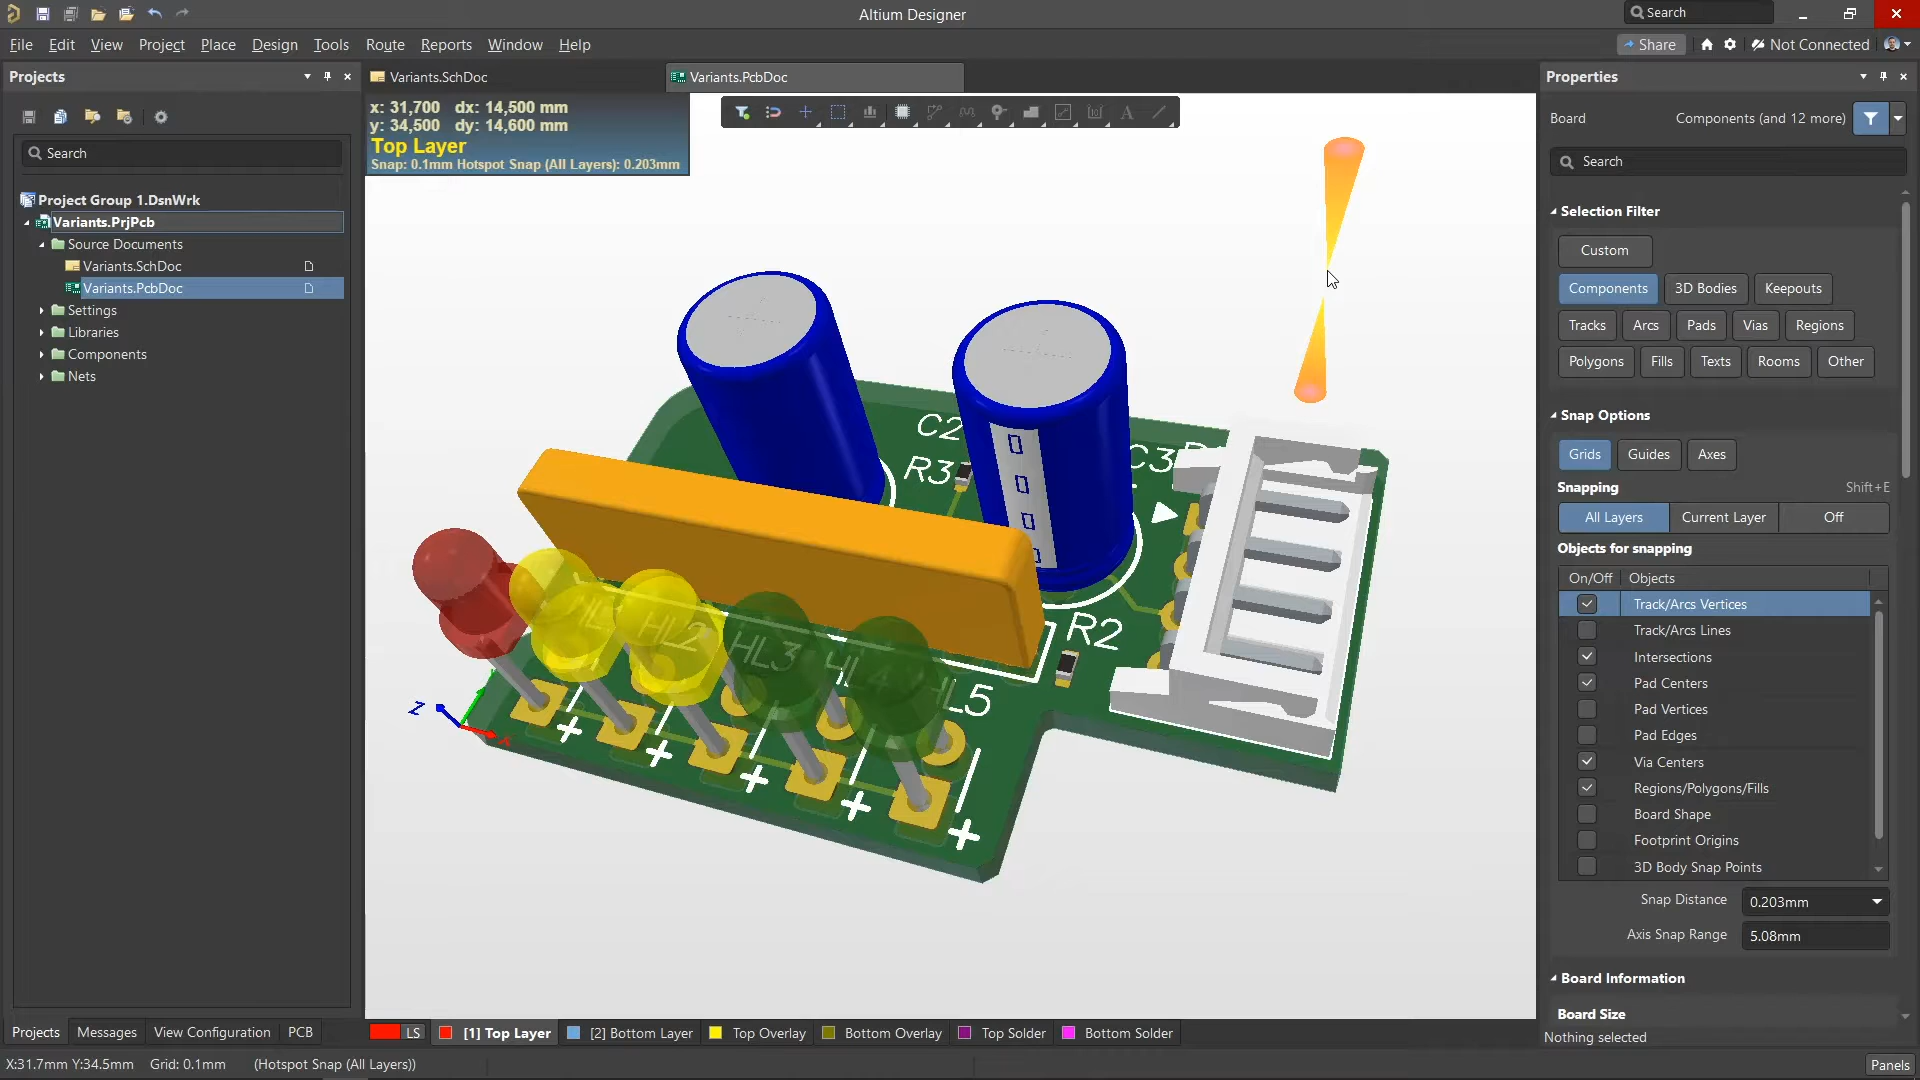 Altium Designer
Search
File Edit View Project Place Design Tools Route Reports Window Help
Share
Not Connected
Projects
Search
Project Group 1.DsnWrk
Variants.PrjPcb
Source Documents
Variants.SchDoc
Variants.PcbDoc
Settings
Libraries
Components
Nets
Variants.SchDoc
Variants.PcbDoc
x: 31,700 dx: 14,500 mm
y: 34,500 dy: 14,600 mm
Top Layer
Snap: 0.1mm Hotspot Snap (All Layers): 0.203mm
C2
R3
C3
R2
HL2
HL3
L5
+ + + + +
Z
X
Properties
Board Components (and 12 more)
Search
Selection Filter
Custom
Components 3D Bodies Keepouts
Tracks Arcs Pads Vias Regions
Polygons Fills Texts Rooms Other
Snap Options
Grids Guides Axes
Snapping Shift+E
All Layers Current Layer Off
Objects for snapping
On/Off Objects
Track/Arcs Vertices
Track/Arcs Lines
Intersections
Pad Centers
Pad Vertices
Pad Edges
Via Centers
Regions/Polygons/Fills
Board Shape
Footprint Origins
3D Body Snap Points
Snap Distance 0.203mm
Axis Snap Range 5.08mm
Board Information
Board Size
Nothing selected
Projects Messages View Configuration PCB
LS [1] Top Layer [2] Bottom Layer Top Overlay Bottom Overlay Top Solder Bottom Solder
X:31.7mm Y:34.5mm Grid: 0.1mm (Hotspot Snap (All Layers))
Panels